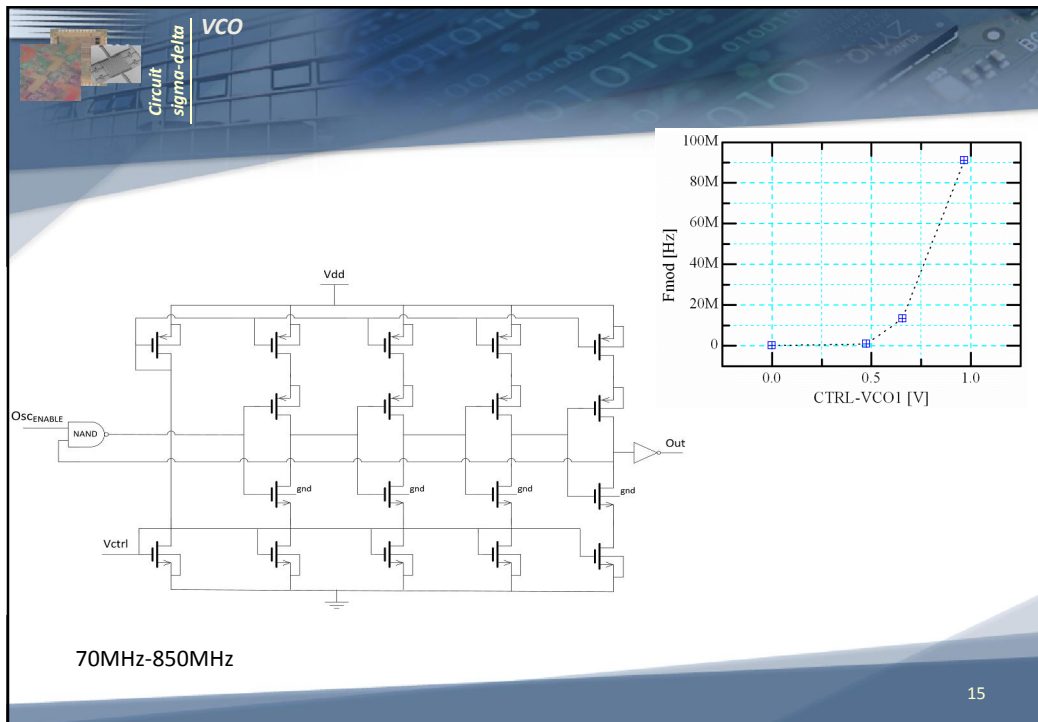 VCO
Circuit
sigma-delta
100M
80M
60M
40M
20M
0
Fmod [Hz]
0.0 0.5 1.0
CTRL-VCO1 [V]
Vdd
OscENABLE
NAND
Out
gnd gnd gnd gnd
Vctrl
70MHz-850MHz
15